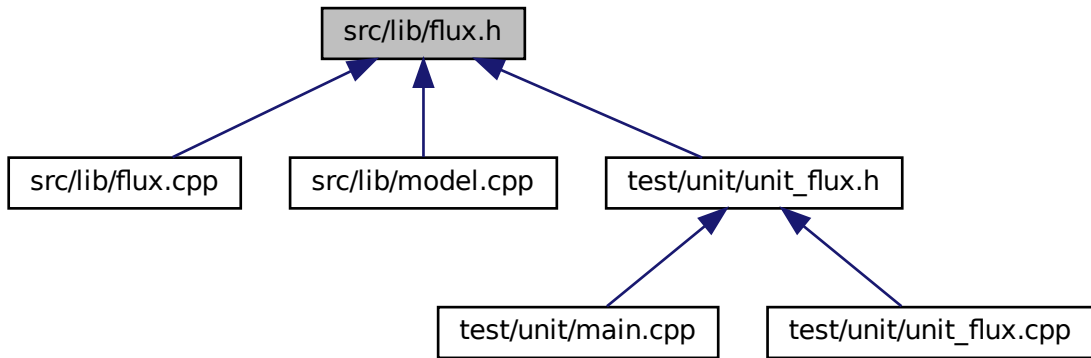 src/lib/flux.h
src/lib/flux.cpp
src/lib/model.cpp
test/unit/unit_flux.h
test/unit/main.cpp
test/unit/unit_flux.cpp